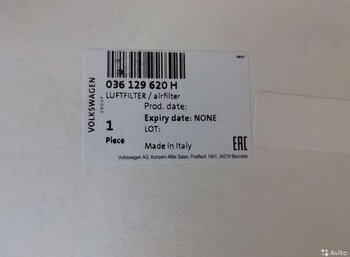 VOLKSWAGEN
GROUP
036 129 620 H
LUFTFILTER / airfilter
Prod. date:
Expiry date: NONE
1
LOT:
Piece
Made in Italy
EAC
Volkswagen AG, Konzern After Sales, Postfach 1451, 34219 Baunatal
Avito